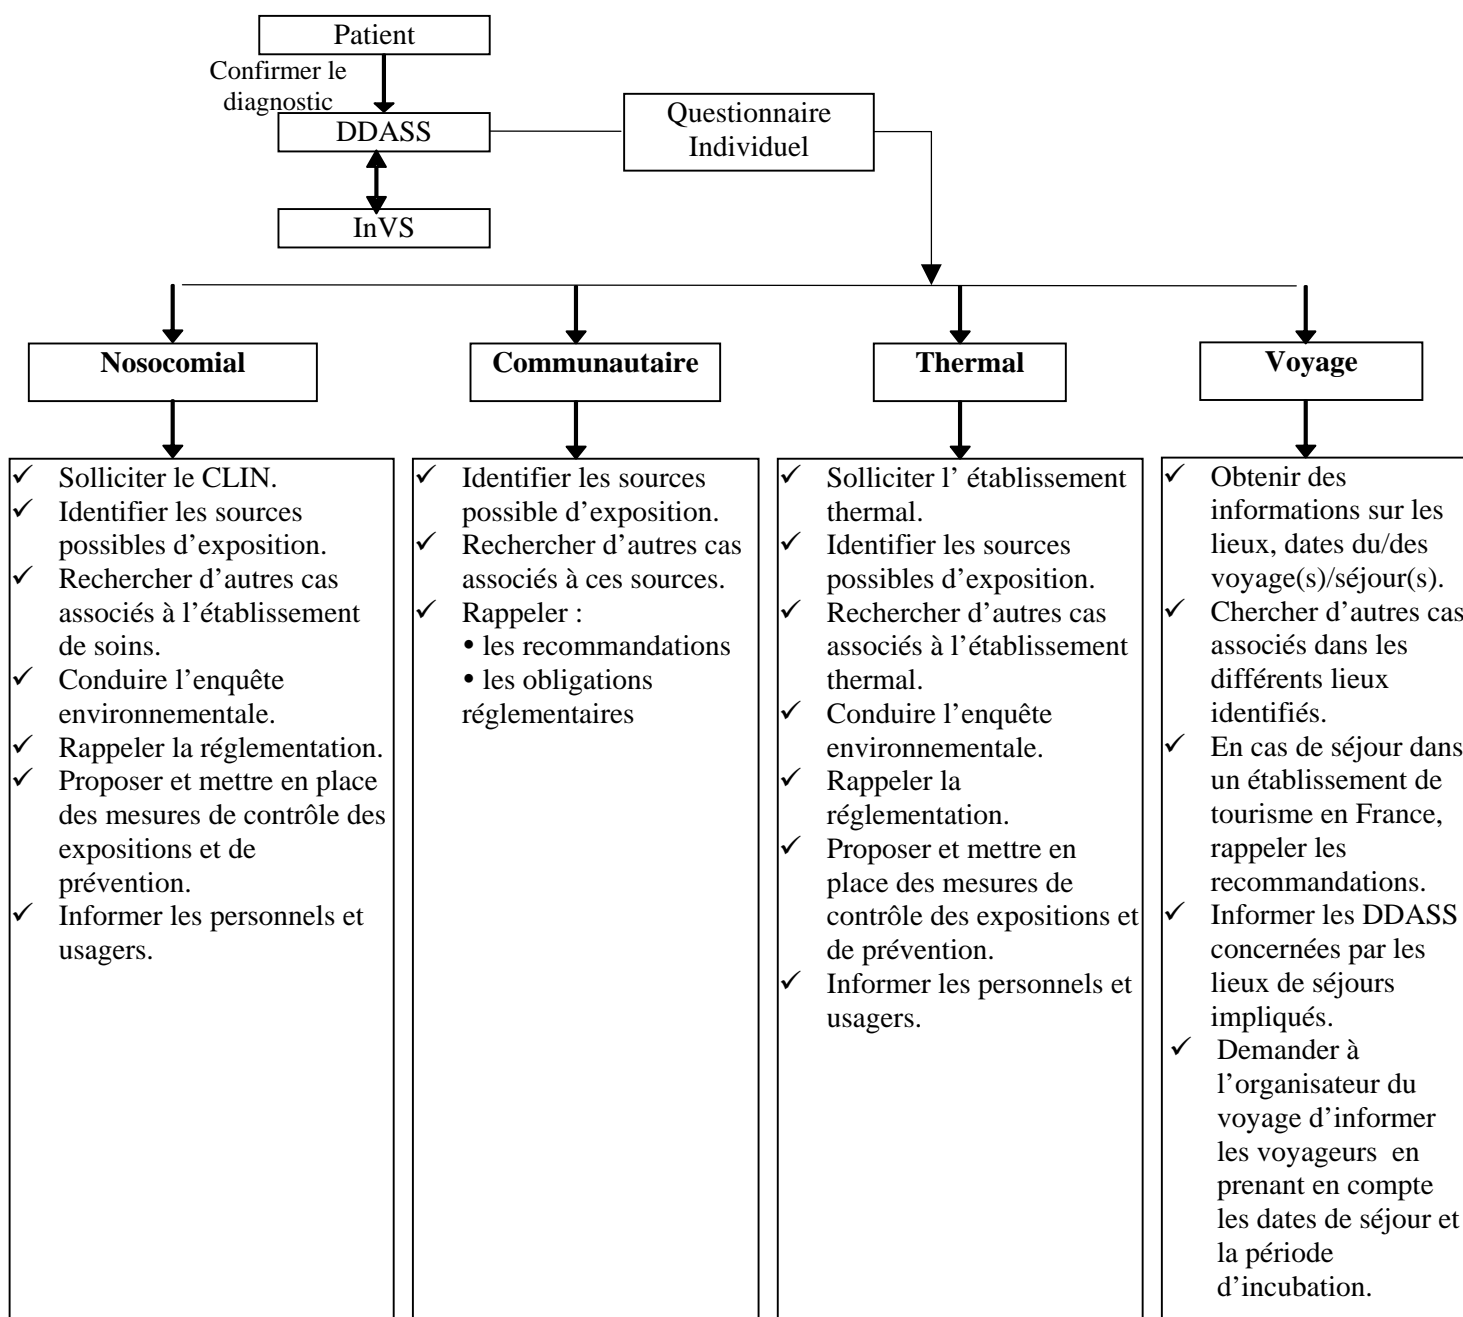 Patient
Confirmer le
diagnostic
DDASS
Questionnaire
Individuel
InVS
Nosocomial
Communautaire
Thermal
Voyage
✓ Solliciter le CLIN.
✓ Identifier les sources
possibles d’exposition.
✓ Rechercher d’autres cas
associés à l’établissement
de soins.
✓ Conduire l’enquête
environnementale.
✓ Rappeler la réglementation.
✓ Proposer et mettre en place
des mesures de contrôle des
expositions et de
prévention.
✓ Informer les personnels et
usagers.
✓ Identifier les sources
possible d’exposition.
✓ Rechercher d’autres cas
associés à ces sources.
✓ Rappeler :
• les recommandations
• les obligations
réglementaires
✓ Solliciter l’ établissement
thermal.
✓ Identifier les sources
possibles d’exposition.
✓ Rechercher d’autres cas
associés à l’établissement
thermal.
✓ Conduire l’enquête
environnementale.
✓ Rappeler la
réglementation.
✓ Proposer et mettre en
place des mesures de
contrôle des expositions et
de prévention.
✓ Informer les personnels et
usagers.
✓ Obtenir des
informations sur les
lieux, dates du/des
voyage(s)/séjour(s).
✓ Chercher d’autres cas
associés dans les
différents lieux
identifiés.
✓ En cas de séjour dans
un établissement de
tourisme en France,
rappeler les
recommandations.
✓ Informer les DDASS
concernées par les
lieux de séjours
impliqués.
✓ Demander à
l’organisateur du
voyage d’informer
les voyageurs en
prenant en compte
les dates de séjour et
la période
d’incubation.